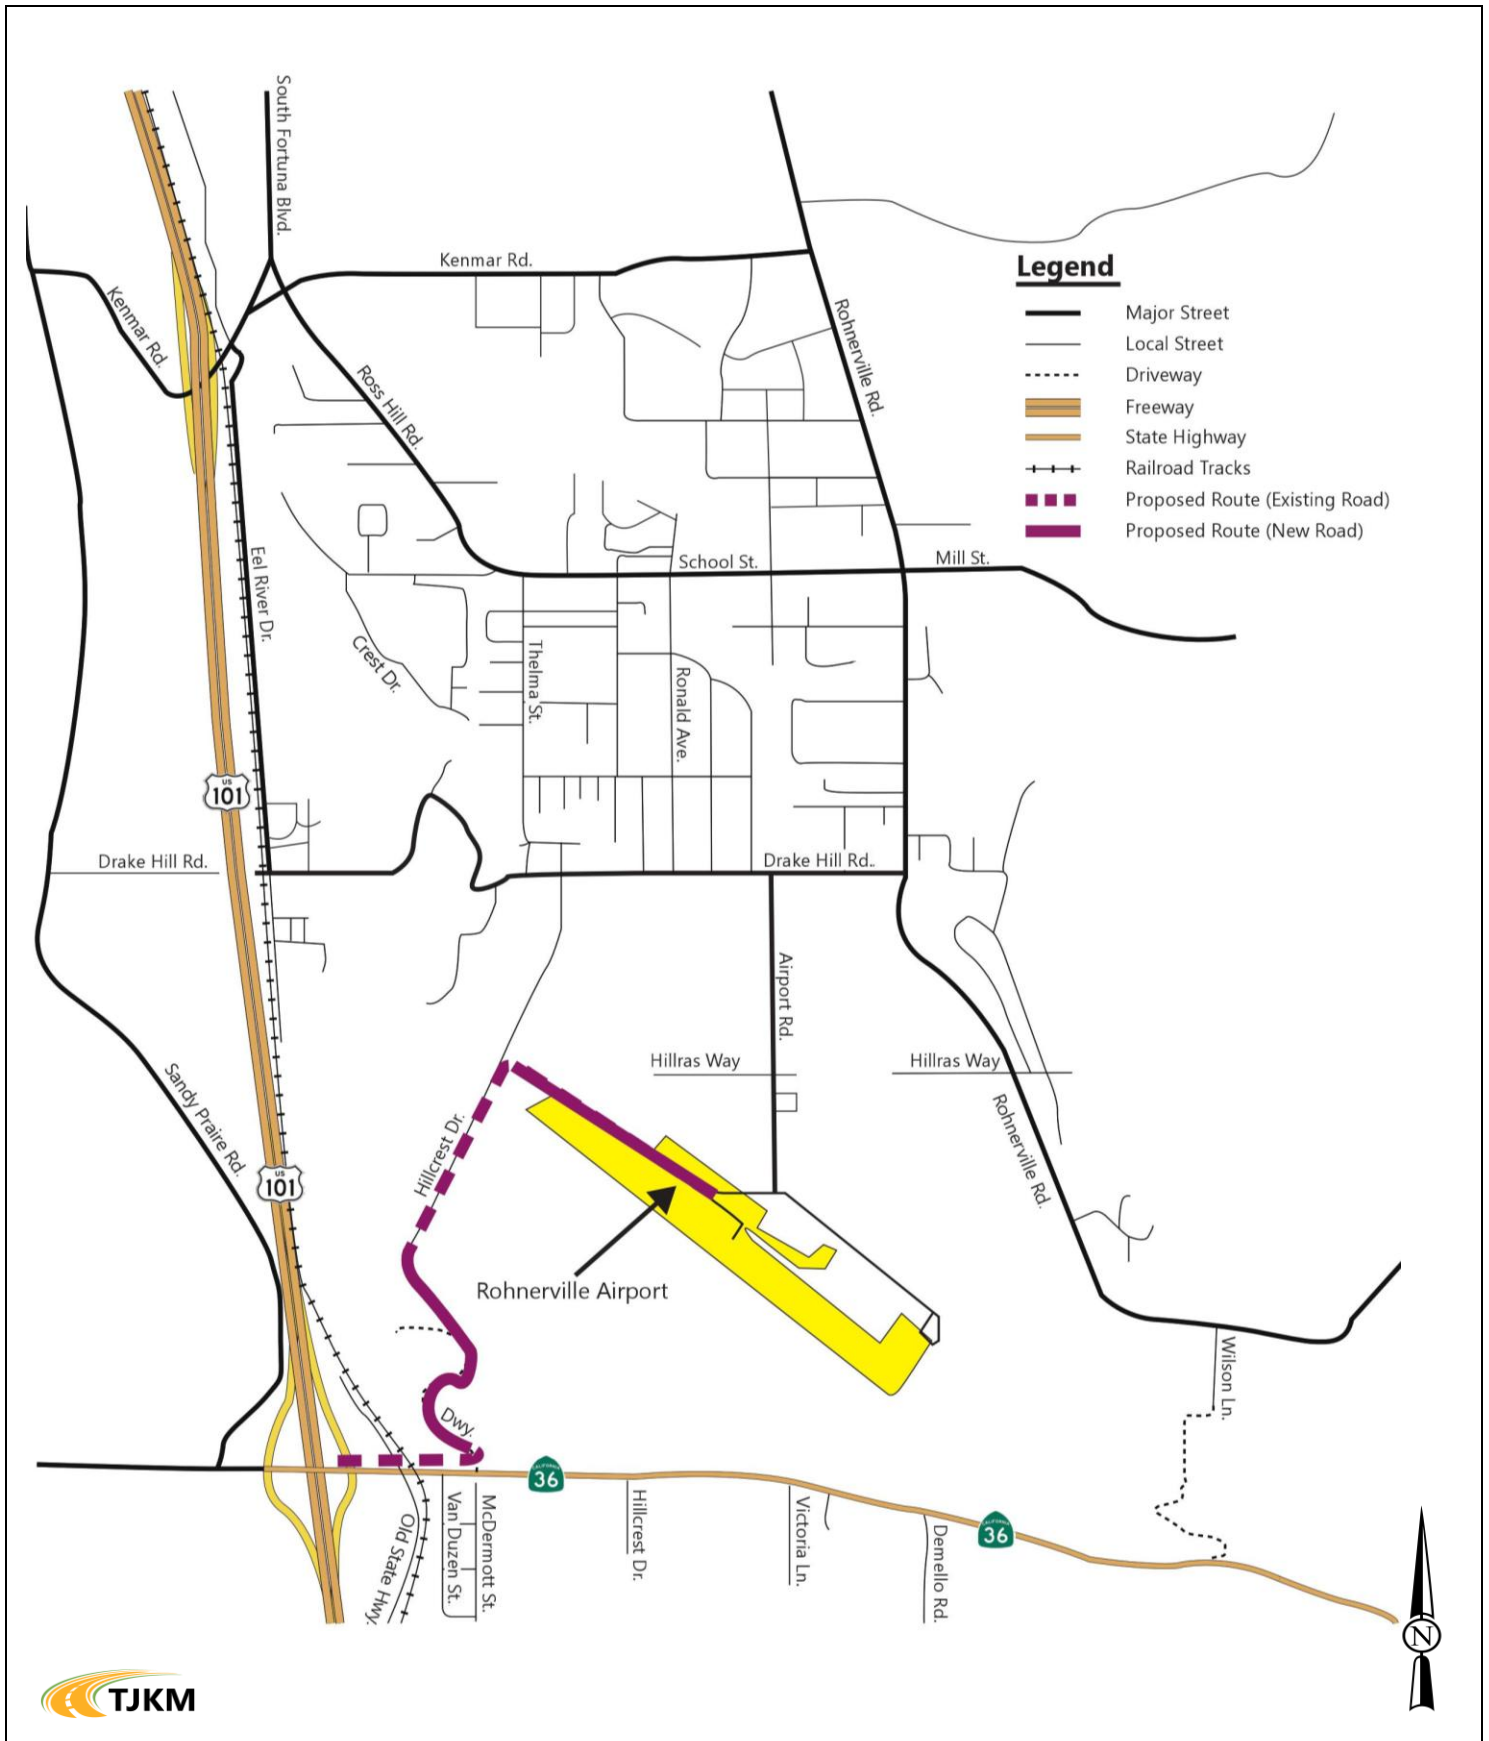 South Fortuna Blvd.
Kenmar Rd.
Legend
Kenmar Rd.
Rohnerville Rd.
Major Street
Local Street
Driveway
Freeway
State Highway
Railroad Tracks
Proposed Route (Existing Road)
Proposed Route (New Road)
Ross Hill Rd.
School St.
Mill St.
Eel River Dr.
Crest Dr.
Thelma St.
Ronald Ave.
US
101
Drake Hill Rd.
Drake Hill Rd..
Airport Rd.
Hillras Way
Hillras Way
Sandy Praire Rd.
Hillcrest Dr.
Rohnerville Rd.
US
101
Rohnerville Airport
Wilson Ln.
Dwy.
CALIFORNIA
36
CALIFORNIA
36
Old State Hwy.
Van Duzen St.
McDermott St.
Hillcrest Dr.
Victoria Ln.
Demello Rd.
N
TJKM